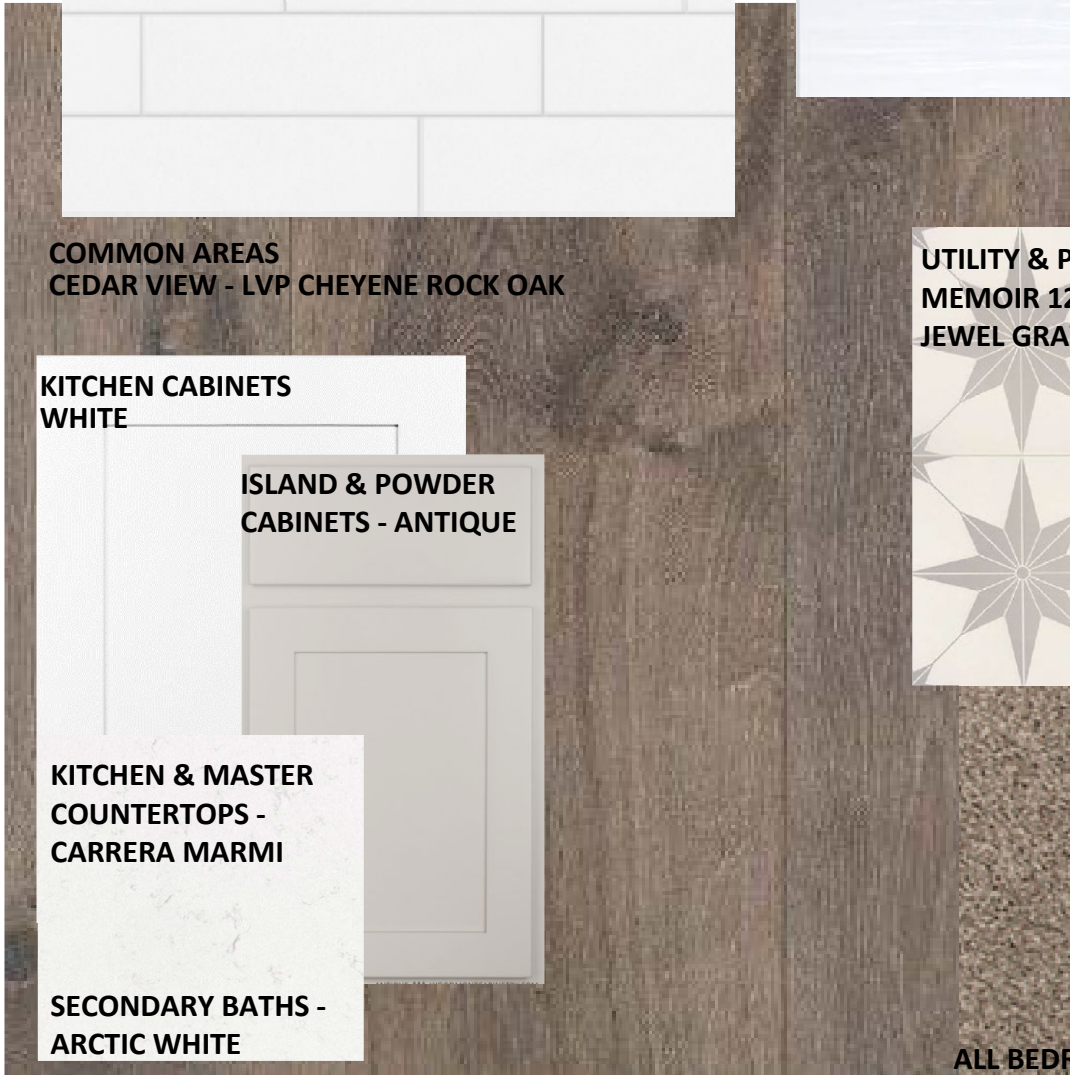 COMMON AREAS
CEDAR VIEW - LVP CHEYENE ROCK OAK
UTILITY & P
MEMOIR 12
JEWEL GRA
KITCHEN CABINETS
WHITE
ISLAND & POWDER
CABINETS - ANTIQUE
KITCHEN & MASTER
COUNTERTOPS -
CARRERA MARMI
SECONDARY BATHS -
ARCTIC WHITE
ALL BEDR